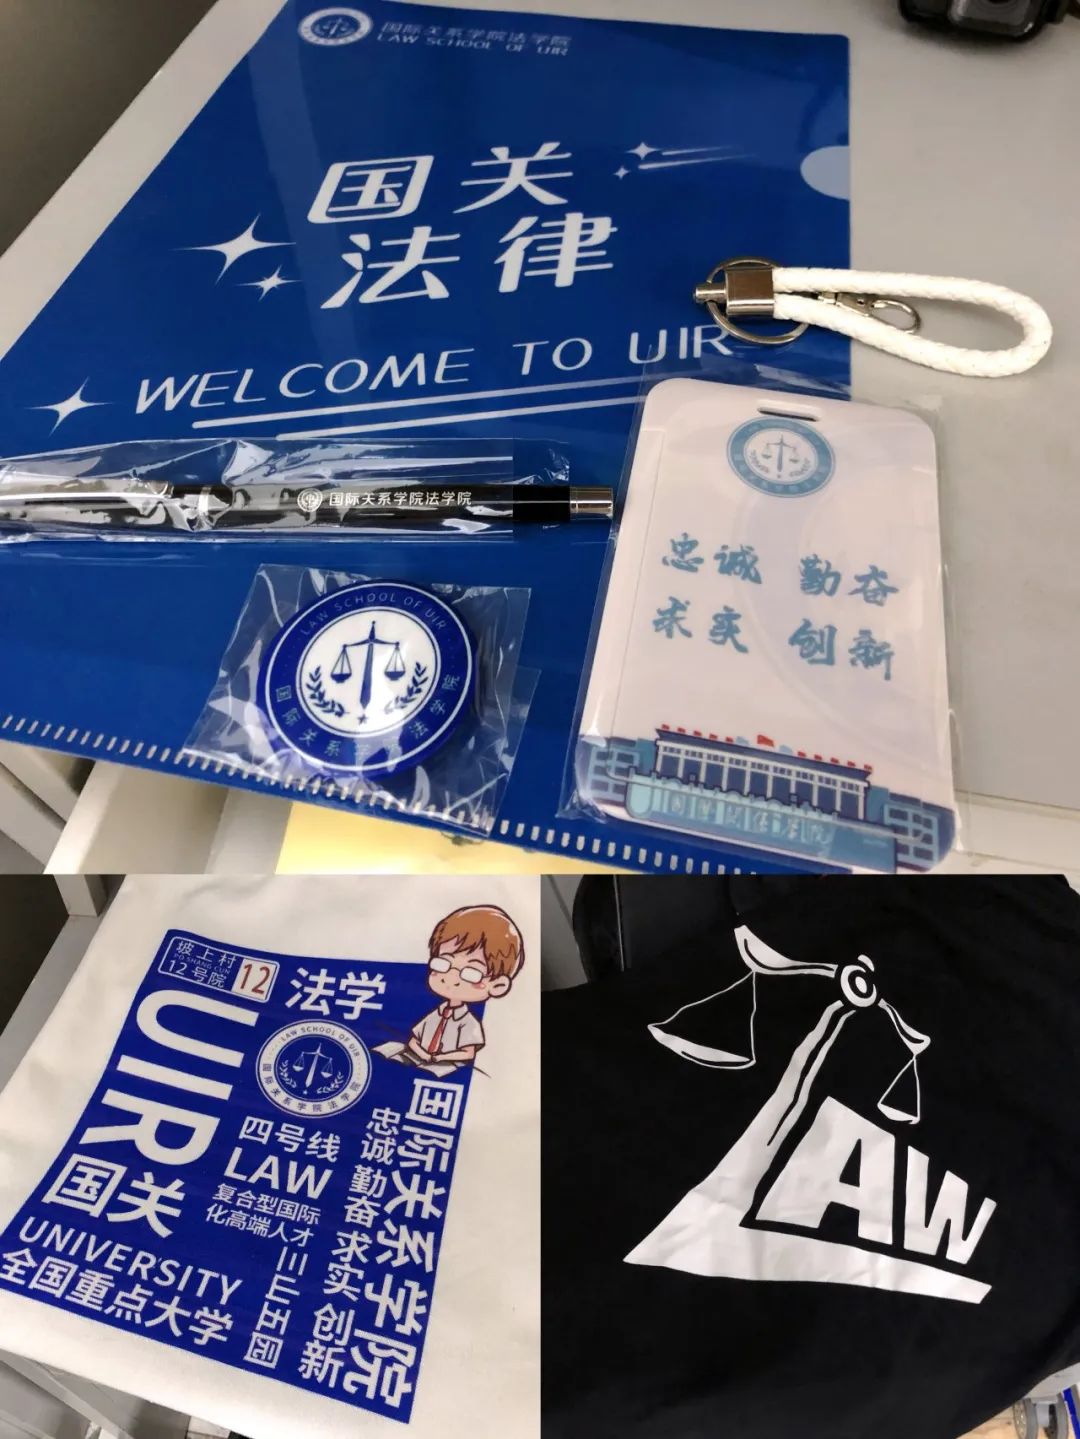 国际关系学院法学院
LAW SCHOOL OF UIR
国关
法律
WELCOME TO UIR
国际关系学院法学院
LAW SCHOOL OF UIR
国际关系学院法学院
忠诚 勤奋
求实 创新
坡上村
PO SHANG CUN
12号院
12
法学
UIR
国关
LAW SCHOOL OF UIR
国际关系学院法学院
四号线
LAW
复合型国际
化高端人才
国际关系学院
忠诚勤奋求实创新
UNIVERSITY
全国重点大学
LAW